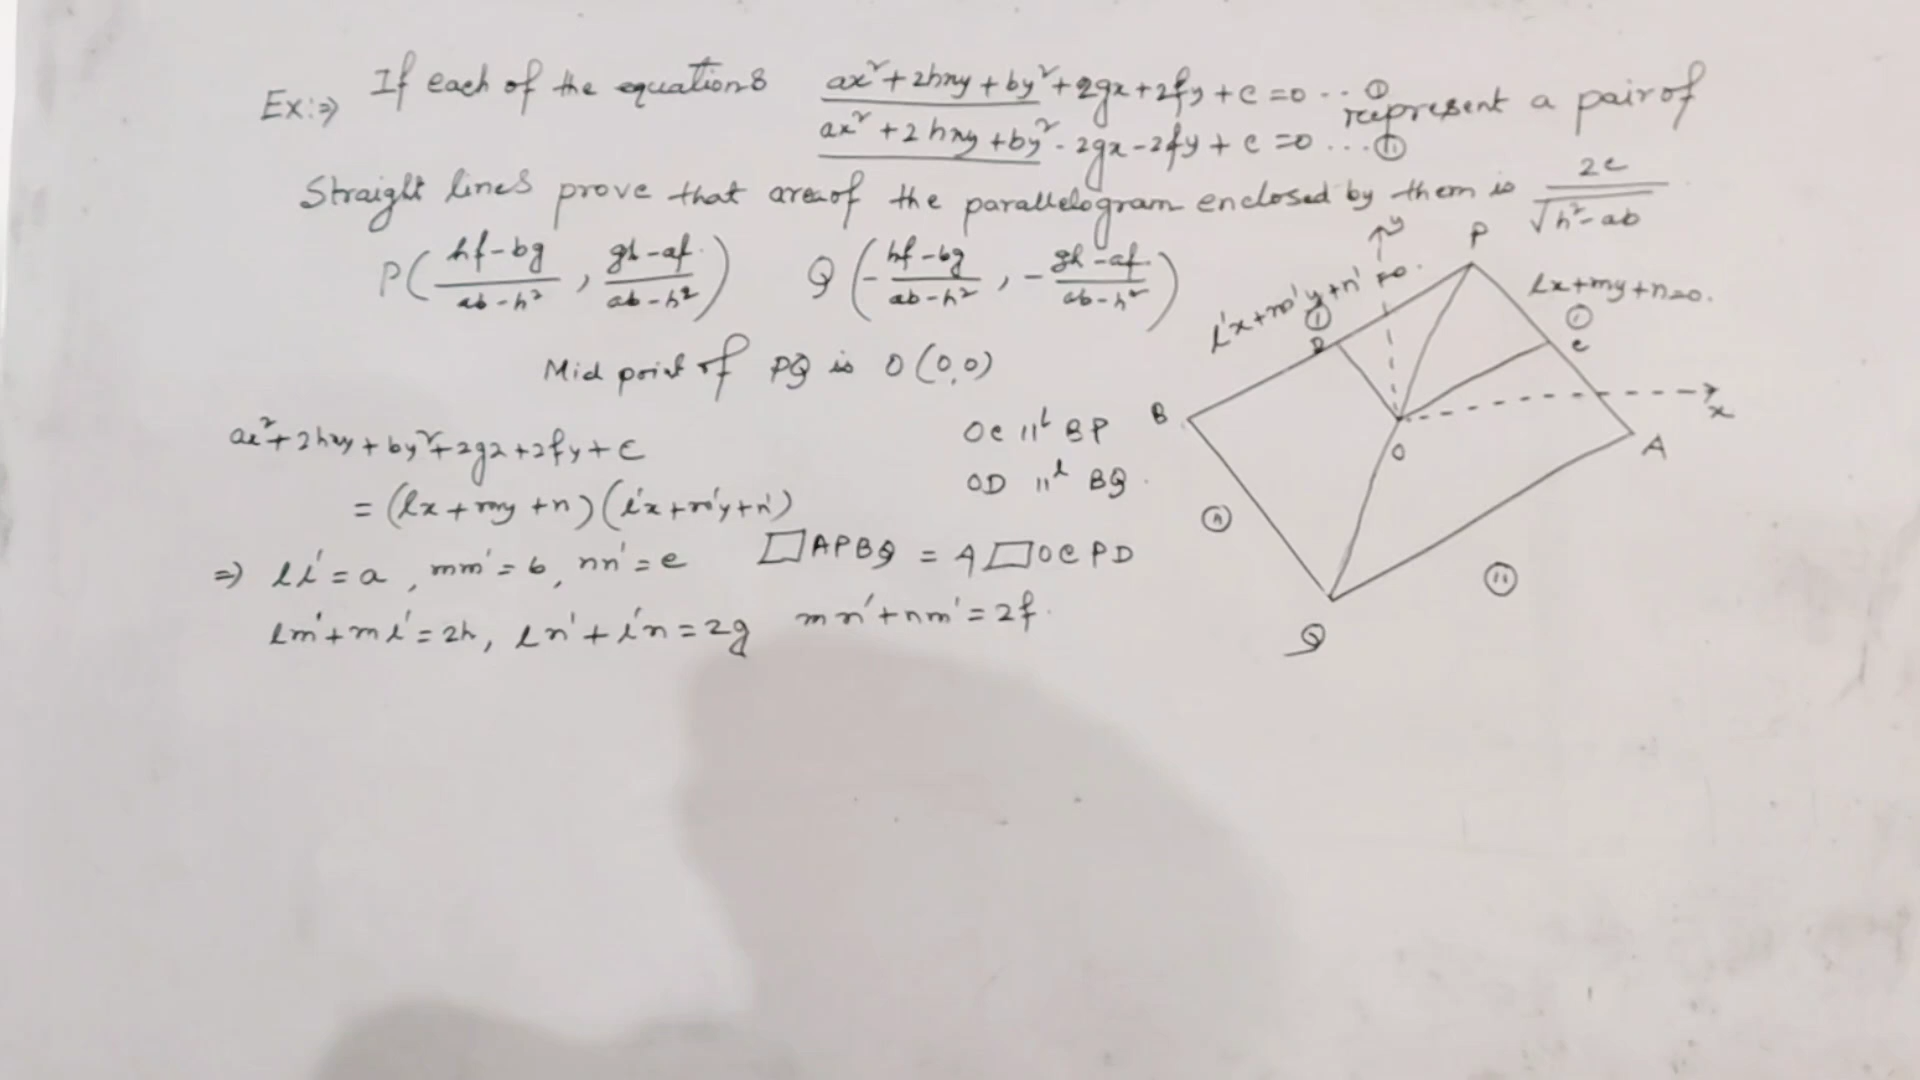 Ex:⇒ If each of the equations ax²+2hxy+by²+2gx+2fy+c=0 ... ①
ax²+2hxy+by²-2gx-2fy+c=0 ... ⑪ represent a pair of
Straight lines prove that area of the parallelogram enclosed by them is 2c/√h²-ab
P(hf-bg/ab-h², gh-af/ab-h²) Q(-hf-bg/ab-h², -gh-af/ab-h²)
Mid point of PQ is O(0,0)
ax²+2hxy+by²+2gx+2fy+c
=(lx+my+n)(l'x+m'y+n')
⇒ ll'=a, mm'=b, nn'=c
lm'+ml'=2h, ln'+l'n=2g mn'+nm'=2f.
OC ||l BP
OD ||l BQ.
▱APBQ = 4▱OCPD
y
P
l'x+m'y+n'=0.
①
lx+my+n=0.
①
D
C
x
B
O
A
⑪
⑪
Q